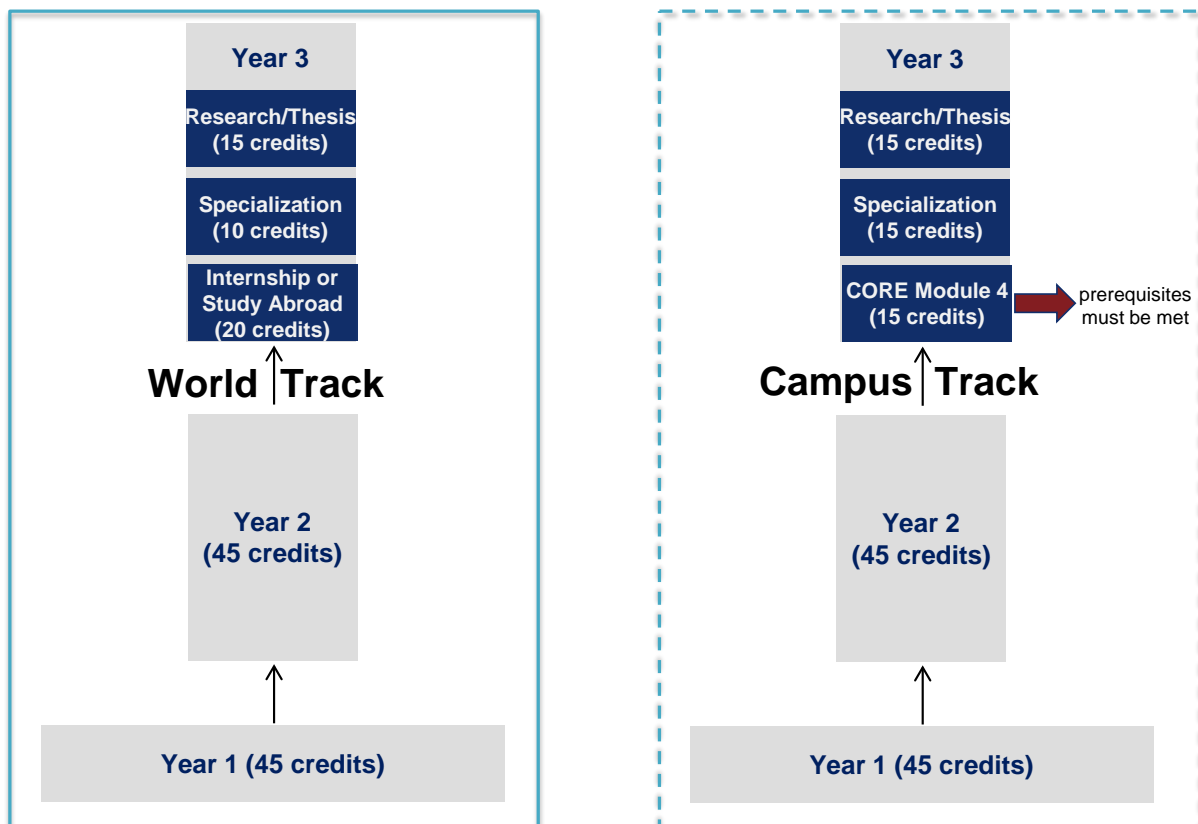 Year 3
Research/Thesis
(15 credits)
Specialization
(10 credits)
Internship or
Study Abroad
(20 credits)
World Track
Year 2
(45 credits)
Year 1 (45 credits)
Year 3
Research/Thesis
(15 credits)
Specialization
(15 credits)
CORE Module 4
(15 credits)
prerequisites
must be met
Campus Track
Year 2
(45 credits)
Year 1 (45 credits)